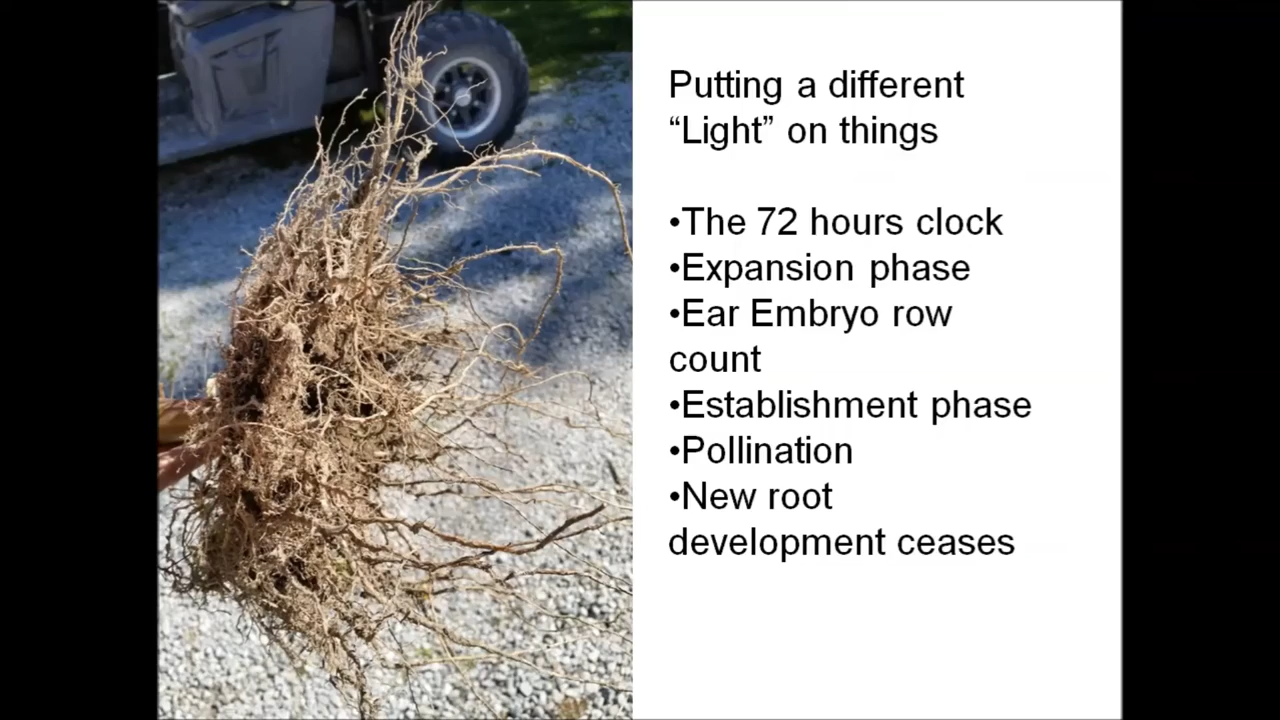 Putting a different
“Light” on things
•The 72 hours clock
•Expansion phase
•Ear Embryo row
count
•Establishment phase
•Pollination
•New root
development ceases